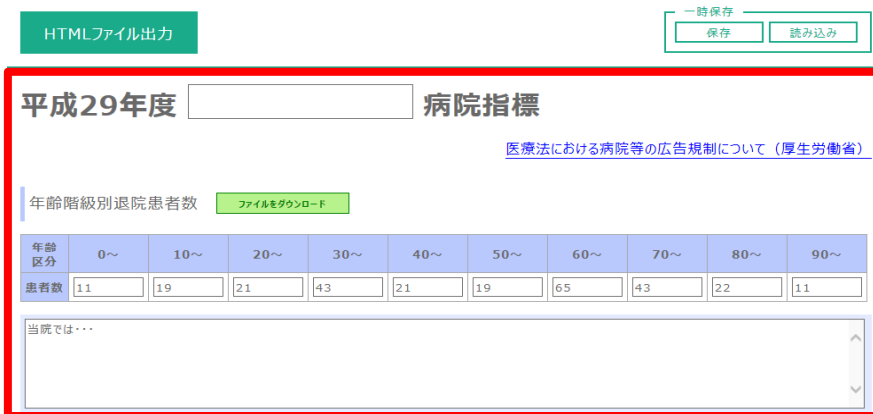 HTMLファイル出力
一時保存
保存 読み込み
平成29年度 病院指標
医療法における病院等の広告規制について（厚生労働省）
年齢階級別退院患者数 ファイルをダウンロード
年齢区分 0～ 10～ 20～ 30～ 40～ 50～ 60～ 70～ 80～ 90～
患者数 11 19 21 43 21 19 65 43 22 11
当院では・・・